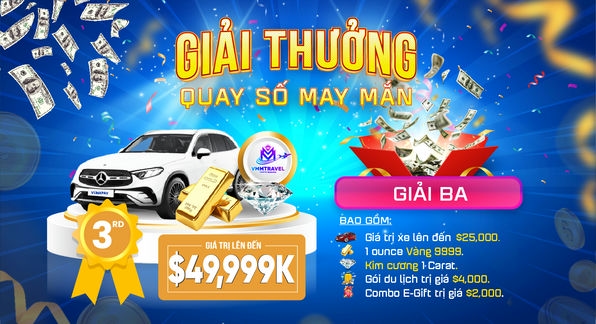 GIẢI THƯỞNG
QUAY SỐ MAY MẮN
VMMTRAVEL
VIMAPAY
3RD
GIÁ TRỊ LÊN ĐẾN
$49,999K
GIẢI BA
BAO GỒM:
Giá trị xe lên đến $25,000.
1 ounce Vàng 9999.
Kim cương 1-Carat.
Gói du lịch trị giá $4,000.
Combo E-Gift trị giá $2,000.